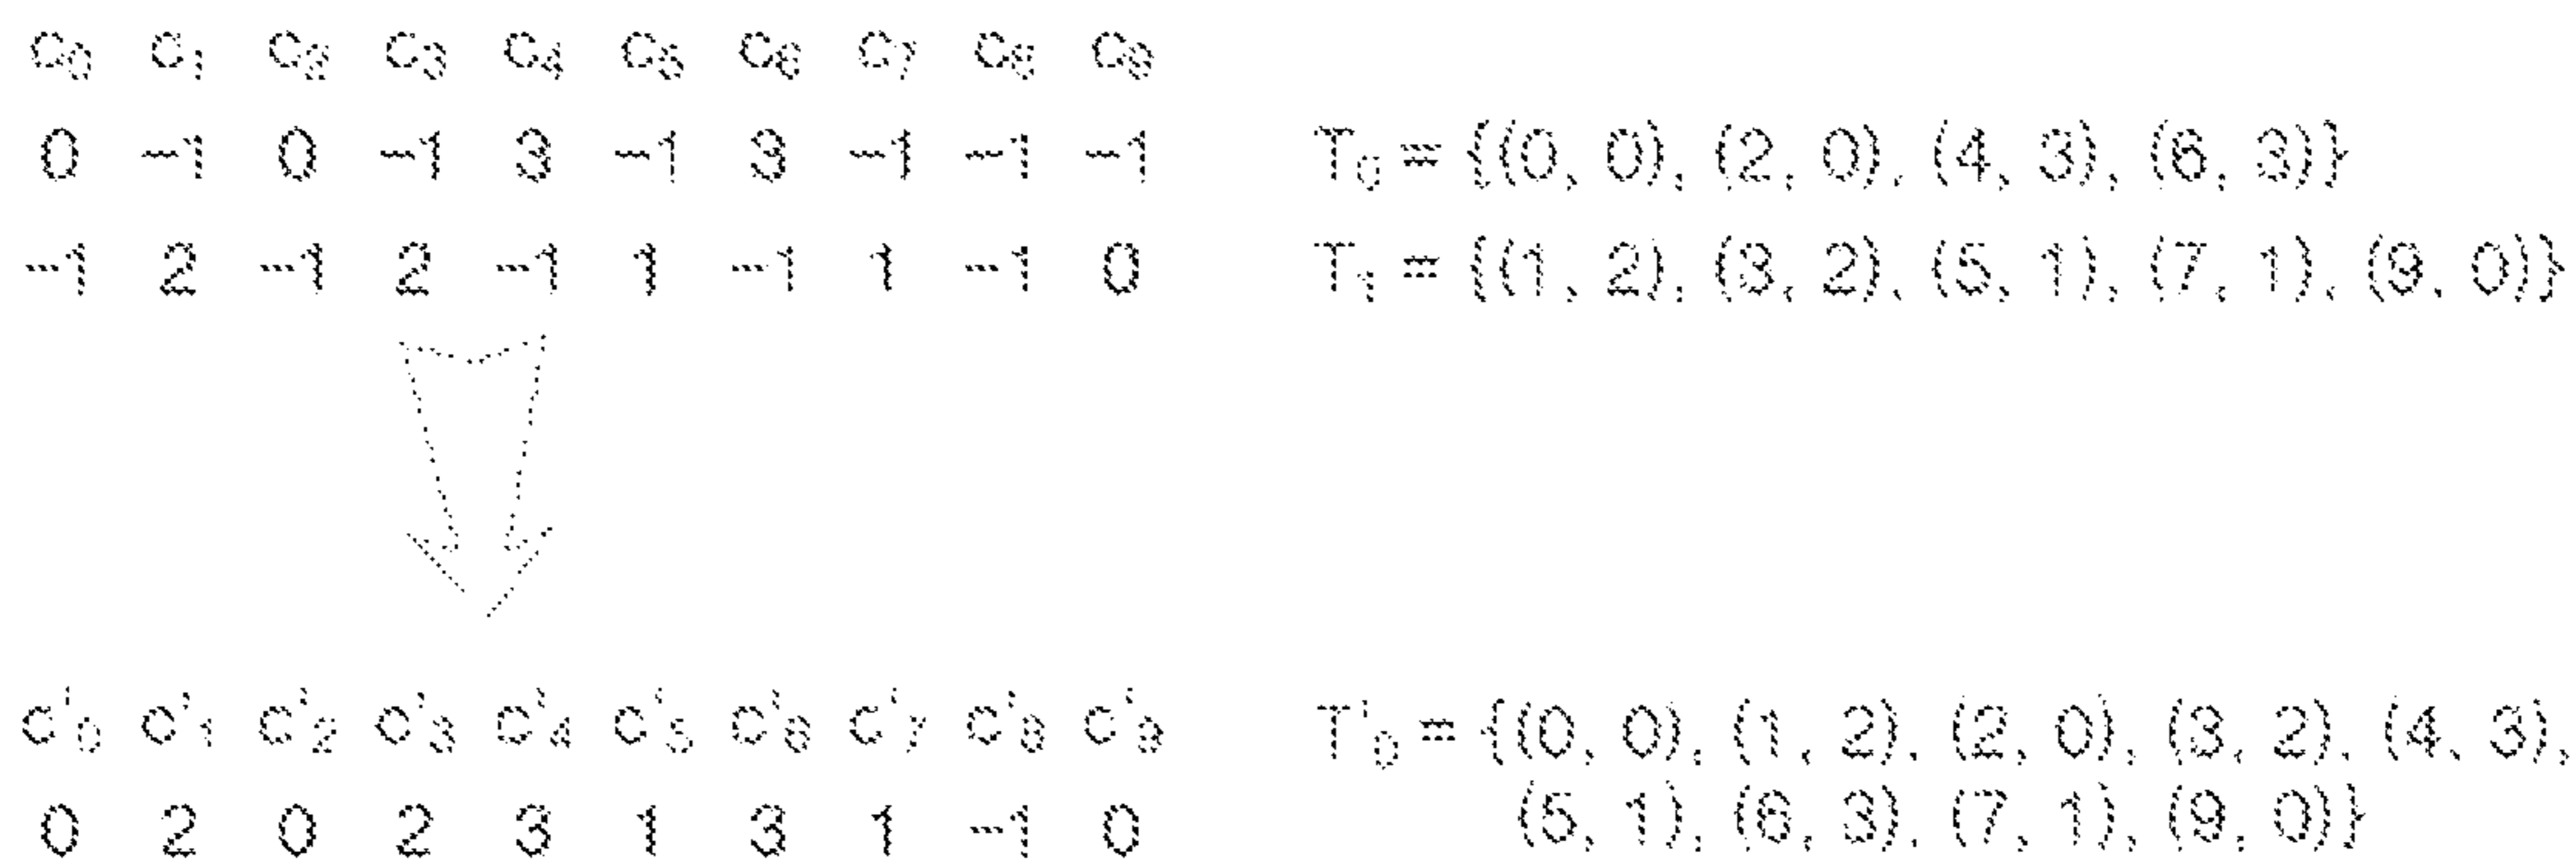 c₀ c₁ c₂ c₃ c₄ c₅ c₆ c₇ c₈ c₉
0 −1 0 −1 3 −1 3 −1 −1 −1 T₀ = {(0, 0), (2, 0), (4, 3), (6, 3)}
−1 2 −1 2 −1 1 −1 1 −1 0 T₁ = {(1, 2), (3, 2), (5, 1), (7, 1), (9, 0)}
c'₀ c'₁ c'₂ c'₃ c'₄ c'₅ c'₆ c'₇ c'₈ c'₉ T'₀ = {(0, 0), (1, 2), (2, 0), (3, 2), (4, 3),
0 2 0 2 3 1 3 1 −1 0 (5, 1), (6, 3), (7, 1), (9, 0)}